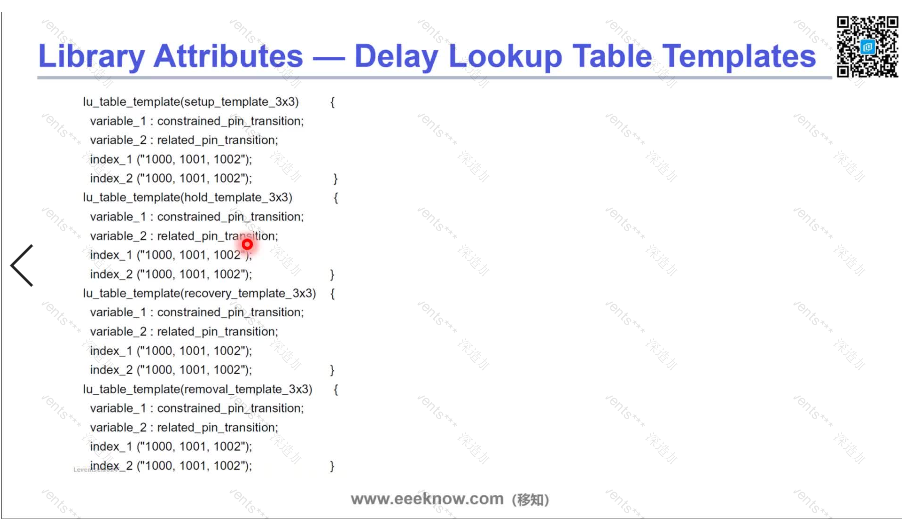 Library Attributes — Delay Lookup Table Templates
lu_table_template(setup_template_3x3) {
variable_1 : constrained_pin_transition;
variable_2 : related_pin_transition;
index_1 ("1000, 1001, 1002");
index_2 ("1000, 1001, 1002"); }
lu_table_template(hold_template_3x3) {
variable_1 : constrained_pin_transition;
variable_2 : related_pin_transition;
index_1 ("1000, 1001, 1002");
index_2 ("1000, 1001, 1002"); }
lu_table_template(recovery_template_3x3) {
variable_1 : constrained_pin_transition;
variable_2 : related_pin_transition;
index_1 ("1000, 1001, 1002");
index_2 ("1000, 1001, 1002"); }
lu_table_template(removal_template_3x3) {
variable_1 : constrained_pin_transition;
variable_2 : related_pin_transition;
index_1 ("1000, 1001, 1002");
index_2 ("1000, 1001, 1002"); }
www.eeeknow.com（移知）